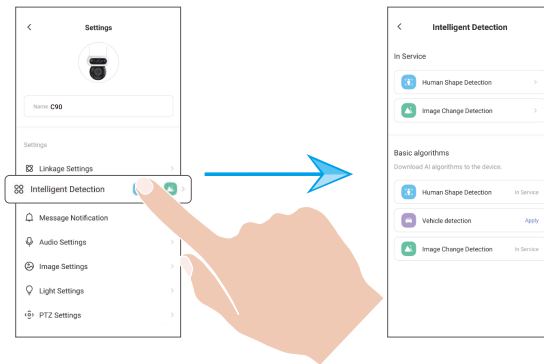 Settings
Name C90
Settings
Linkage Settings
Intelligent Detection
Message Notification
Audio Settings
Image Settings
Light Settings
PTZ Settings
Intelligent Detection
In Service
Human Shape Detection
Image Change Detection
Basic algorithms
Download AI algorithms to the device.
Human Shape Detection In Service
Vehicle detection Apply
Image Change Detection In Service